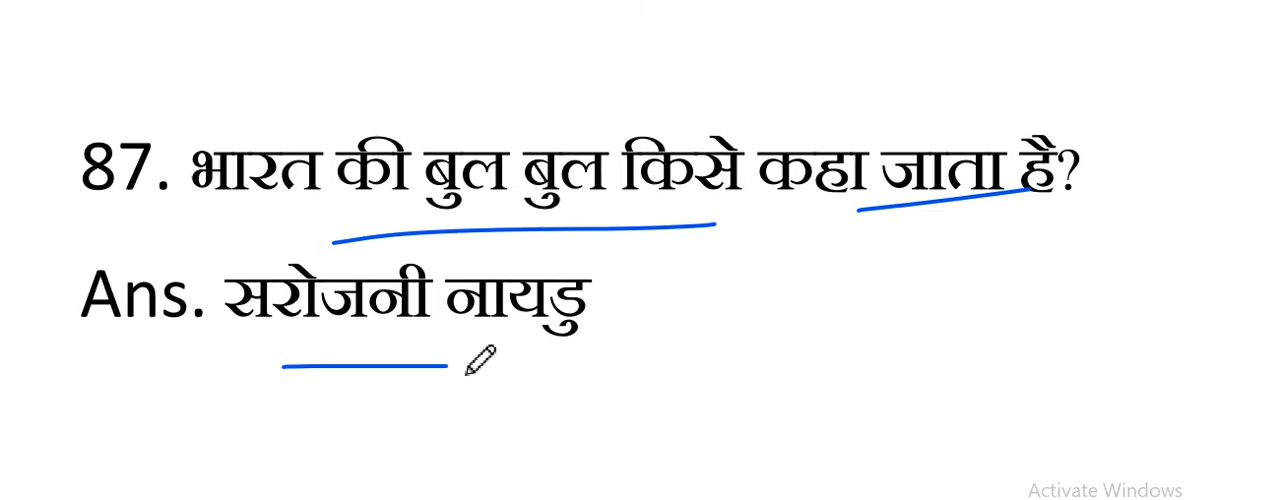 87. भारत की बुल बुल किसे कहा जाता है?
Ans. सरोजनी नायडु
Activate Windows